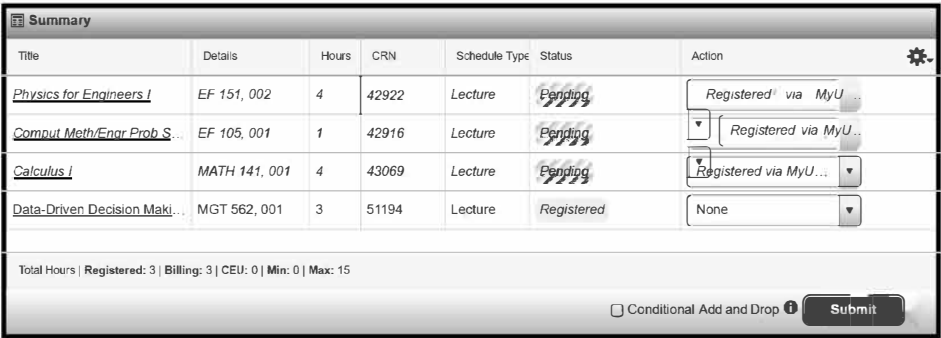 Summary
Title Details Hours CRN Schedule Type Status Action
Physics for Engineers I EF 151, 002 4 42922 Lecture Pending Registered via MyU...
Comput Meth/Engr Prob S... EF 105, 001 1 42916 Lecture Pending Registered via MyU...
Calculus I MATH 141, 001 4 43069 Lecture Pending Registered via MyU...
Data-Driven Decision Maki... MGT 562, 001 3 51194 Lecture Registered None
Total Hours | Registered: 3 | Billing: 3 | CEU: 0 | Min: 0 | Max: 15
Conditional Add and Drop Submit